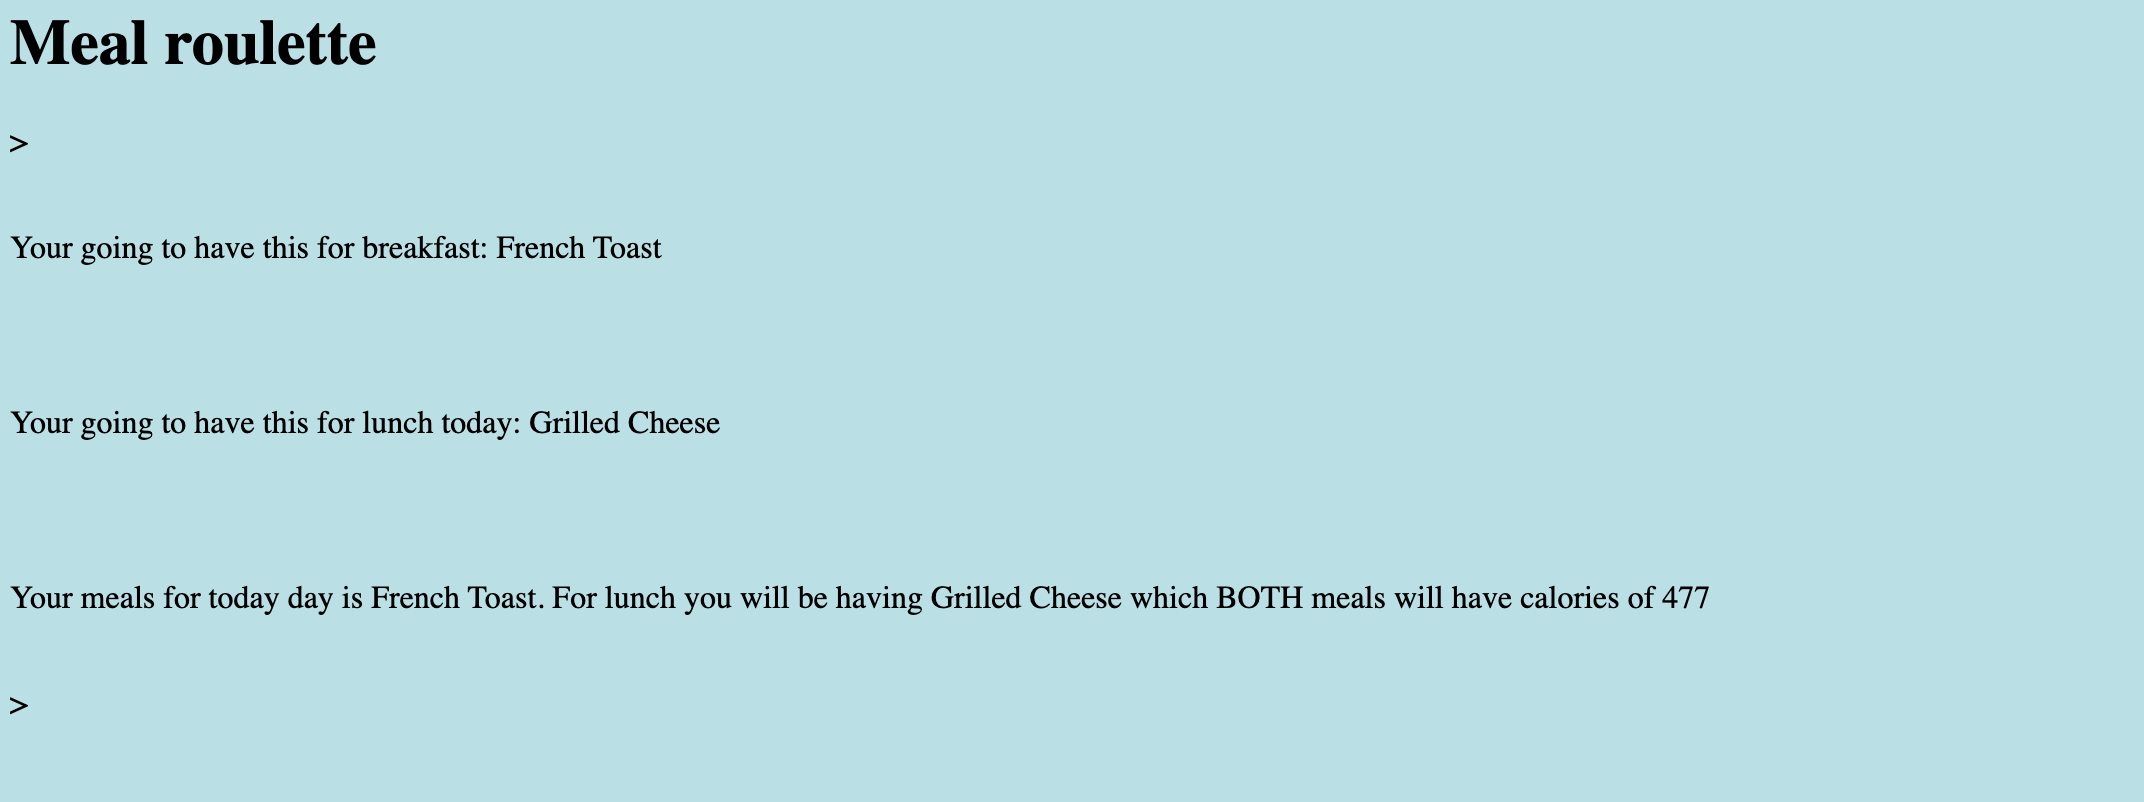 Meal roulette
>
Your going to have this for breakfast: French Toast
Your going to have this for lunch today: Grilled Cheese
Your meals for today day is French Toast. For lunch you will be having Grilled Cheese which BOTH meals will have calories of 477
>